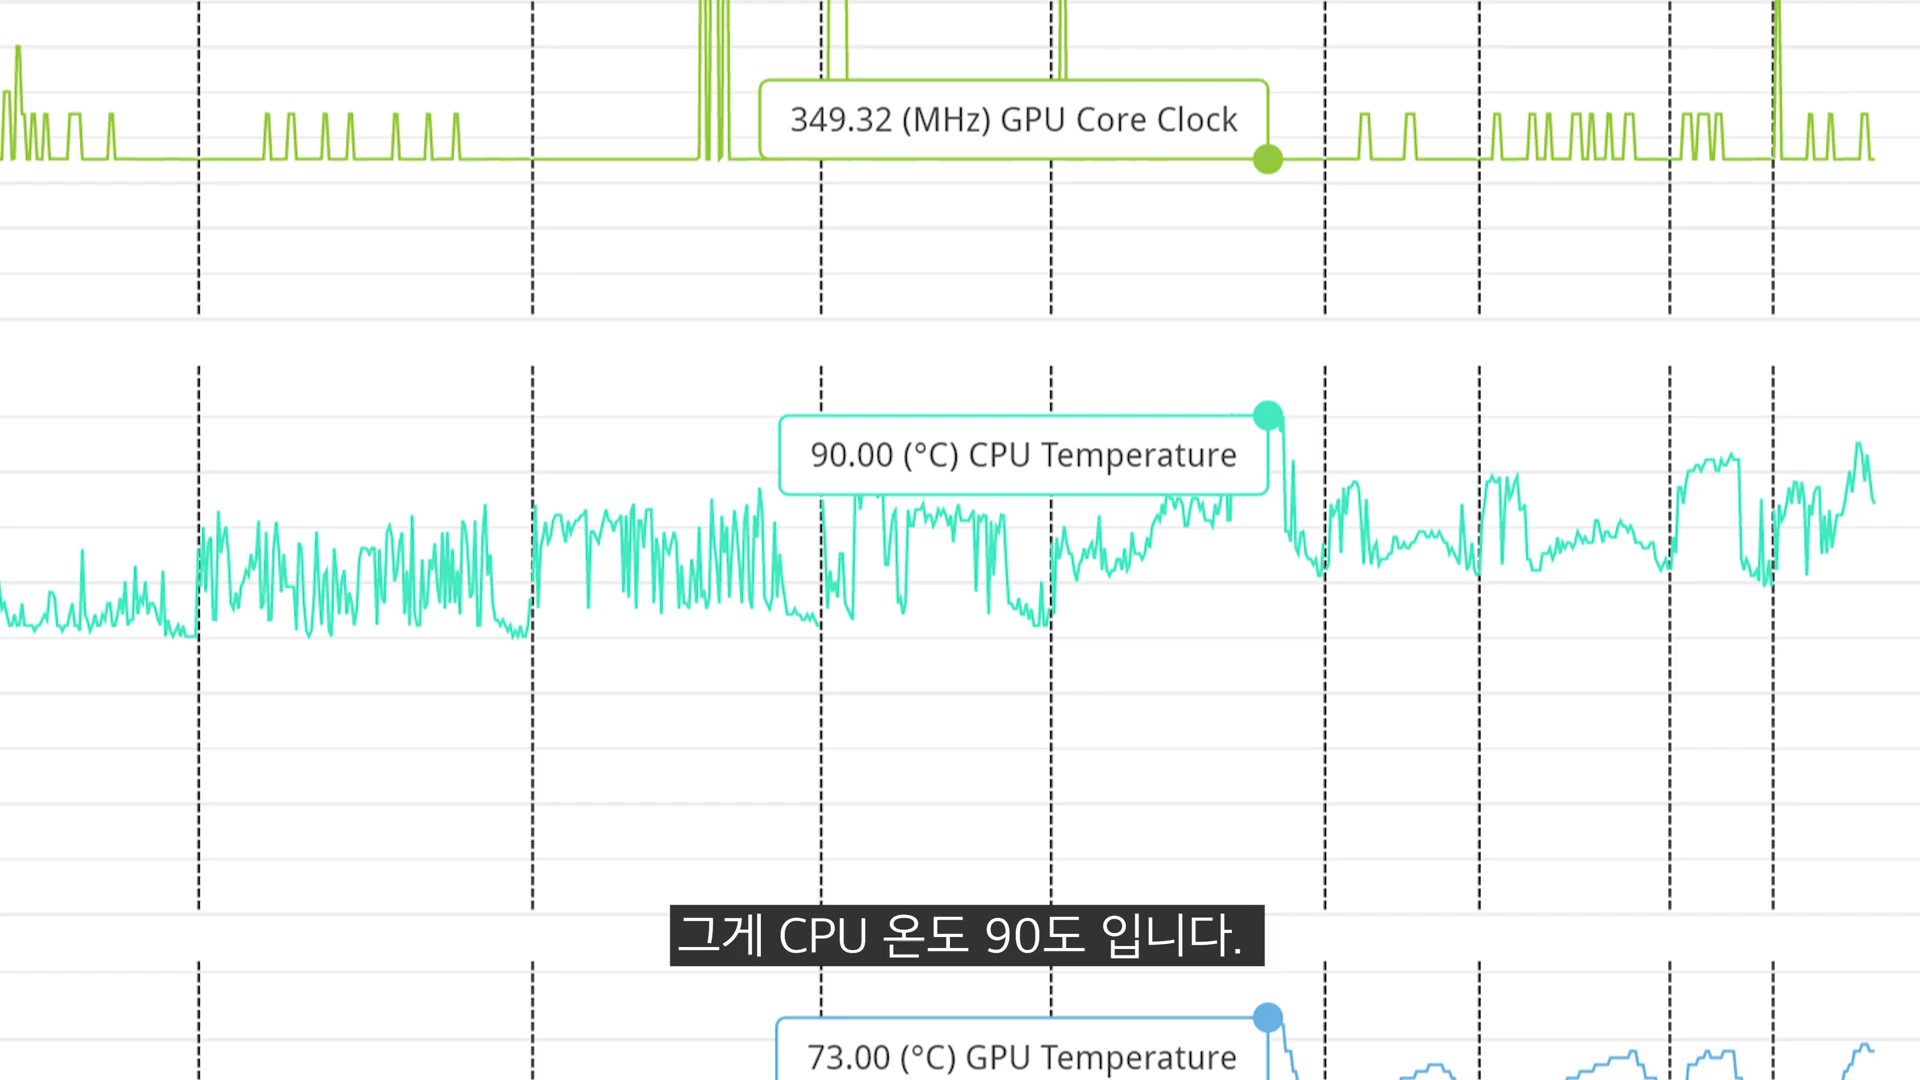 349.32 (MHz) GPU Core Clock
90.00 (°C) CPU Temperature
그게 CPU 온도 90도 입니다.
73.00 (°C) GPU Temperature